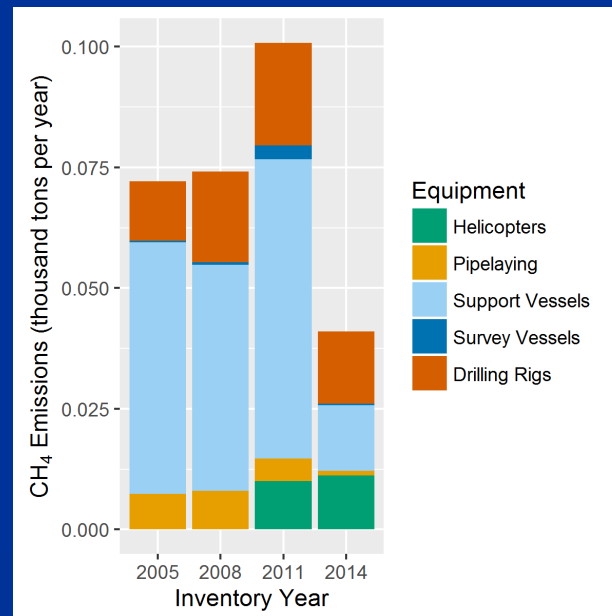 CH₄ Emissions (thousand tons per year)
0.100
0.075
0.050
0.025
0.000
2005 2008 2011 2014
Inventory Year
Equipment
Helicopters
Pipelaying
Support Vessels
Survey Vessels
Drilling Rigs